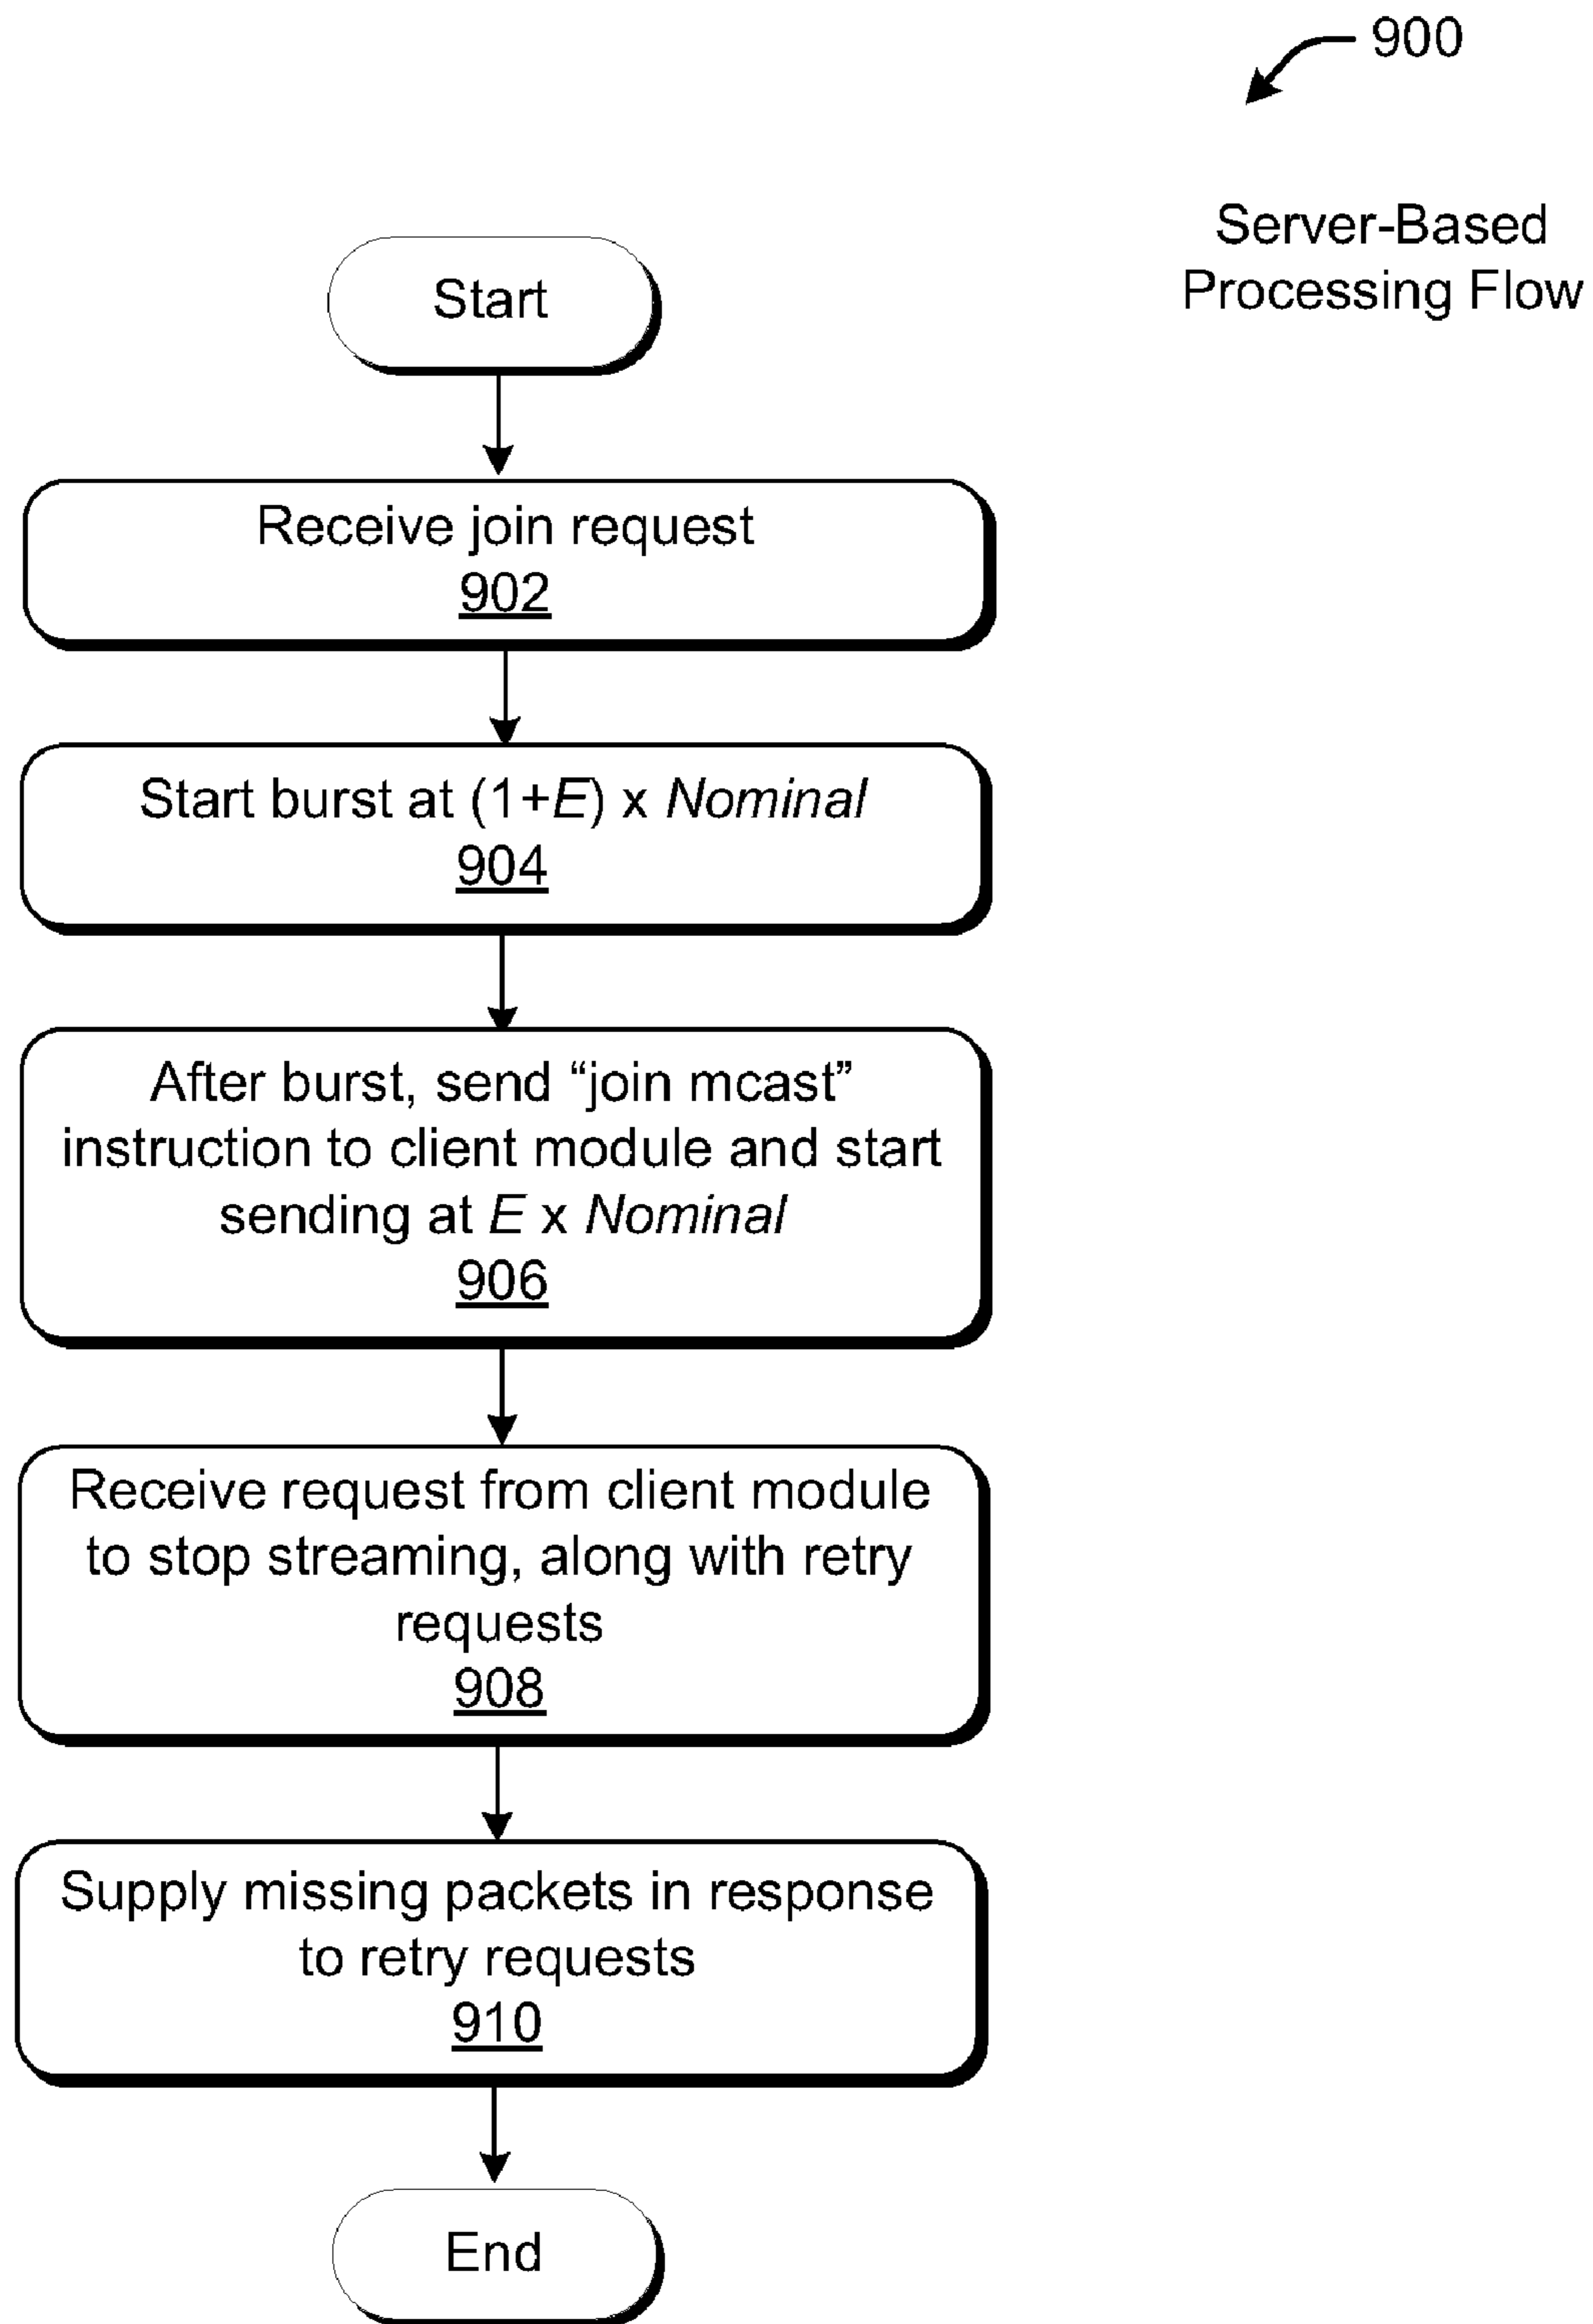 900
Server-Based
Processing Flow
Start
Receive join request
902
Start burst at (1+E) x Nominal
904
After burst, send “join mcast”
instruction to client module and start
sending at E x Nominal
906
Receive request from client module
to stop streaming, along with retry
requests
908
Supply missing packets in response
to retry requests
910
End